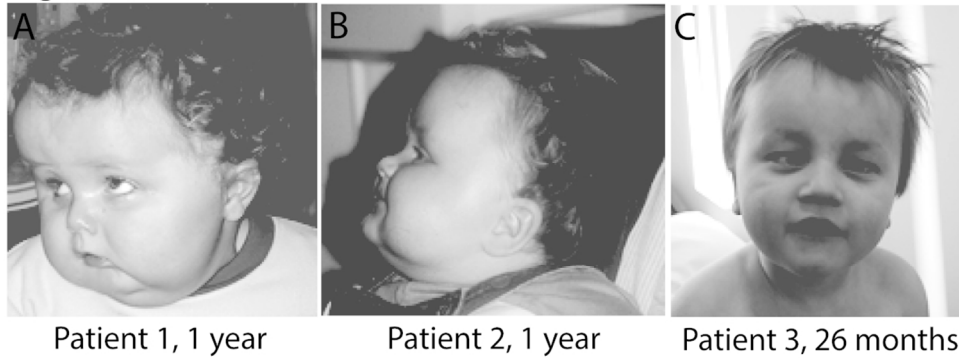 A
B
C
Patient 1, 1 year
Patient 2, 1 year
Patient 3, 26 months